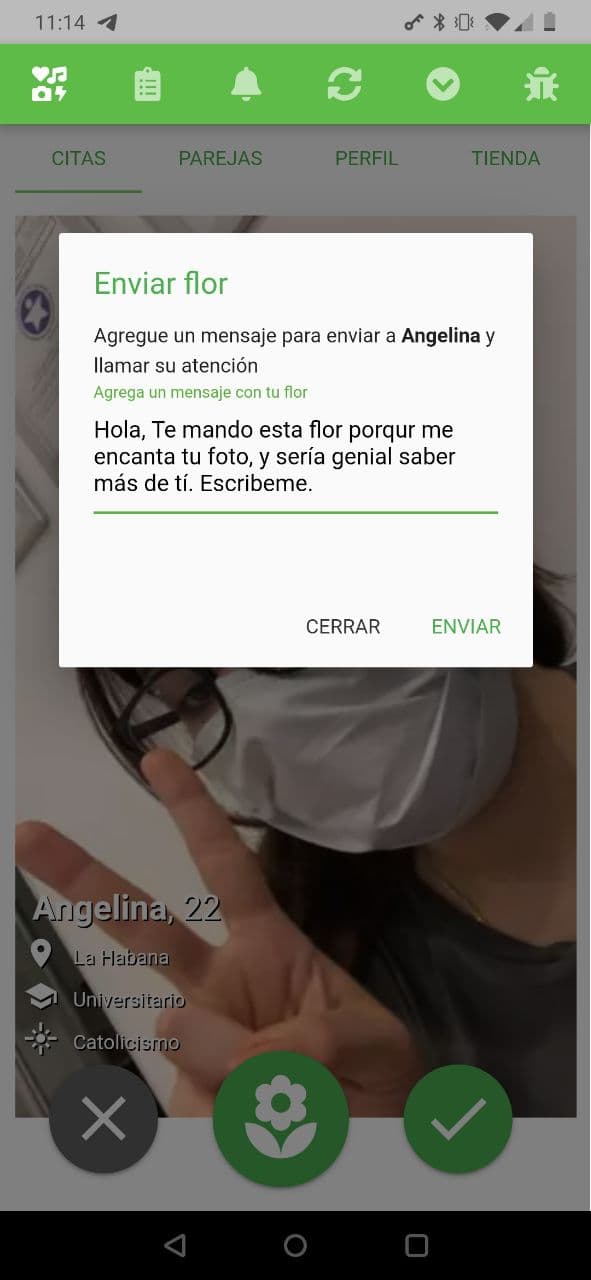 11:14
CITAS PAREJAS PERFIL TIENDA
Enviar flor
Agregue un mensaje para enviar a Angelina y
llamar su atención
Agrega un mensaje con tu flor
Hola, Te mando esta flor porqur me
encanta tu foto, y sería genial saber
más de tí. Escribeme.
CERRAR ENVIAR
Angelina, 22
La Habana
Universitario
Catolicismo